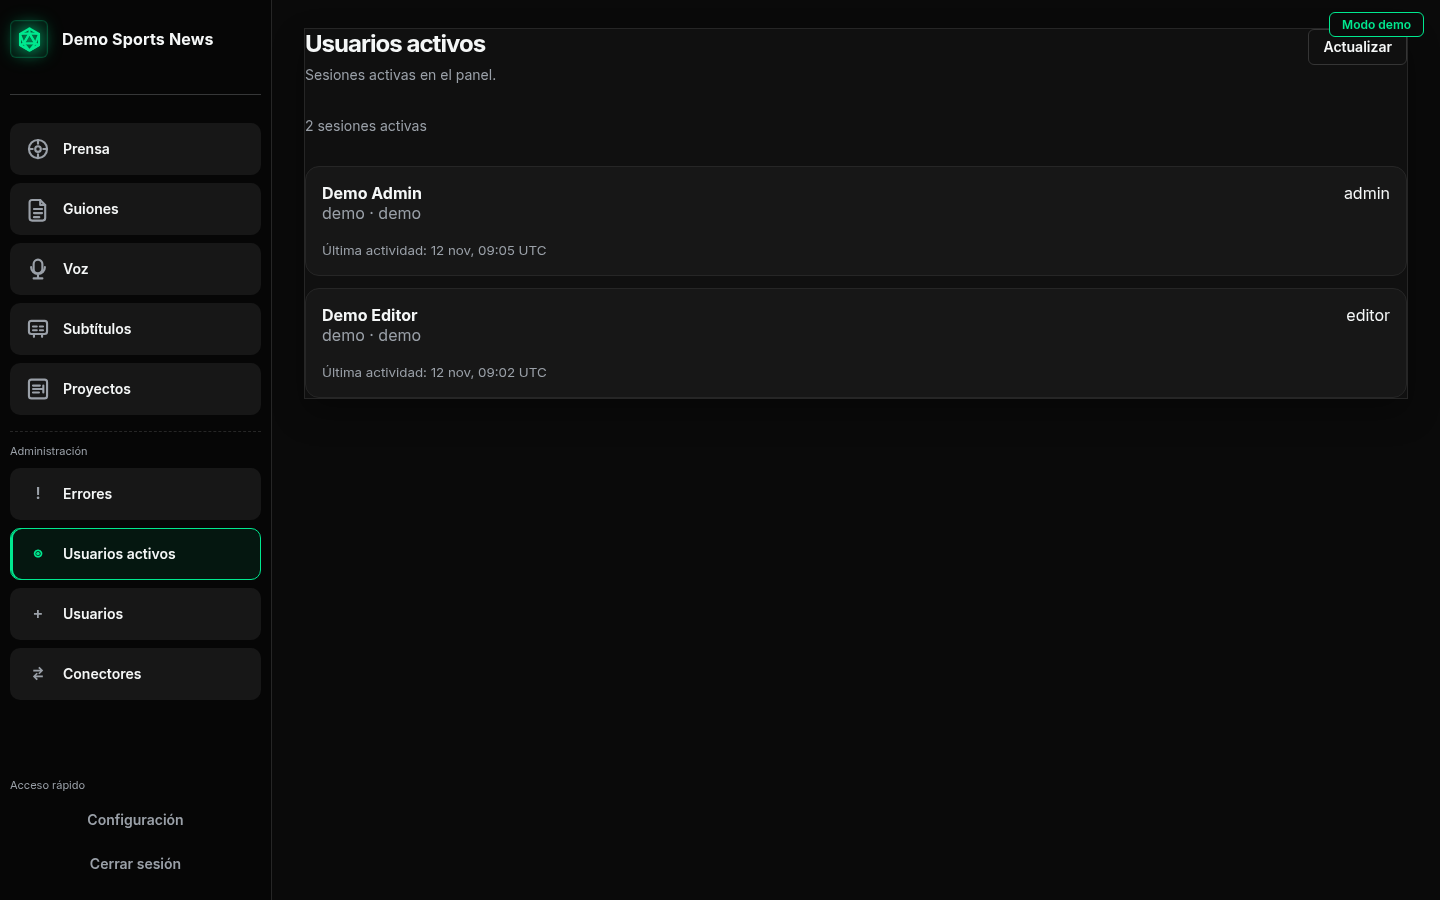 Demo Sports News
Prensa
Guiones
Voz
Subtítulos
Proyectos
Administración
! Errores
Usuarios activos
+ Usuarios
Conectores
Acceso rápido
Configuración
Cerrar sesión
Modo demo
Usuarios activos
Actualizar
Sesiones activas en el panel.
2 sesiones activas
Demo Admin
admin
demo · demo
Última actividad: 12 nov, 09:05 UTC
Demo Editor
editor
demo · demo
Última actividad: 12 nov, 09:02 UTC